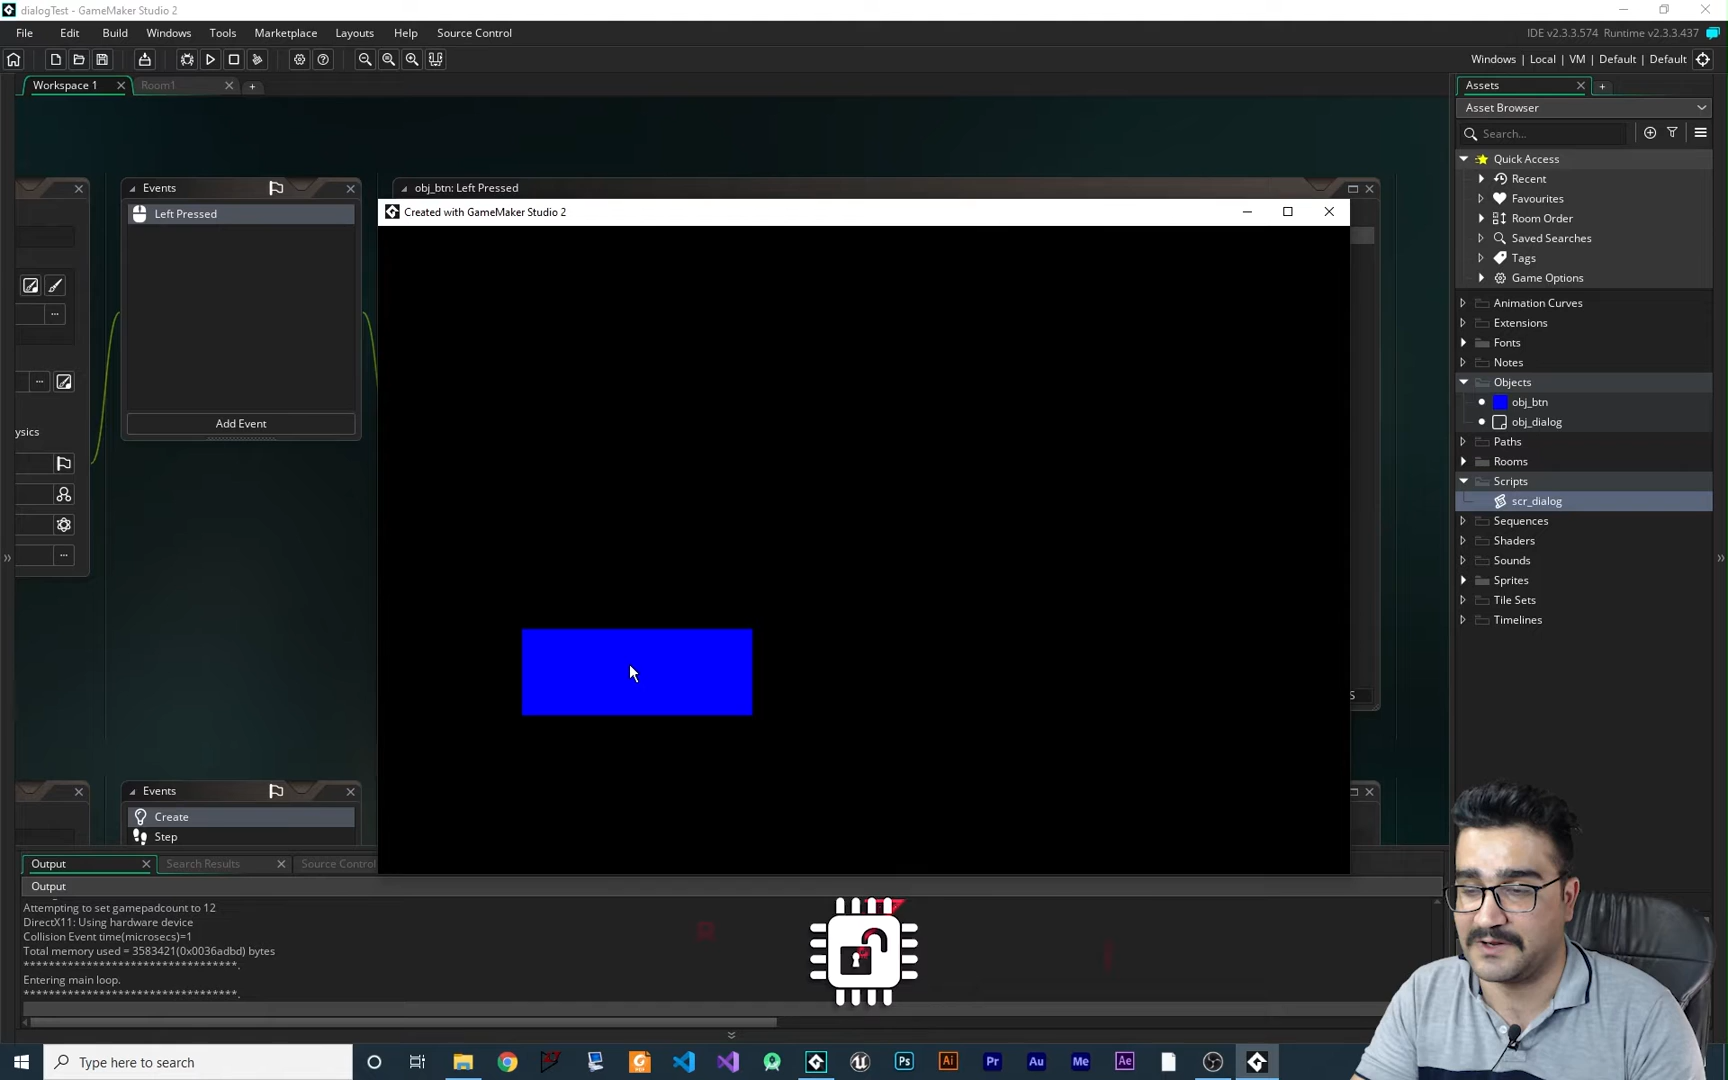 dialogTest - GameMaker Studio 2
File Edit Build Windows Tools Marketplace Layouts Help Source Control
IDE v2.3.3.574 Runtime v2.3.3.437
Windows | Local | VM | Default | Default
Workspace 1
Room1
Assets
Asset Browser
Search...
Events
Left Pressed
Add Event
obj_btn: Left Pressed
Created with GameMaker Studio 2
ysics
Quick Access
Recent
Favourites
Room Order
Saved Searches
Tags
Game Options
Animation Curves
Extensions
Fonts
Notes
Objects
obj_btn
obj_dialog
Paths
Rooms
Scripts
scr_dialog
Sequences
Shaders
Sounds
Sprites
Tile Sets
Timelines
S
Events
Create
Step
Output
Search Results
Source Control
Output
Attempting to set gamepadcount to 12
DirectX11: Using hardware device
Collision Event time(microsecs)=1
Total memory used = 3583421(0x0036adbd) bytes
**********************************.
Entering main loop.
**********************************.
Type here to search
Ps
Ai
Pr
Au
Me
Ae